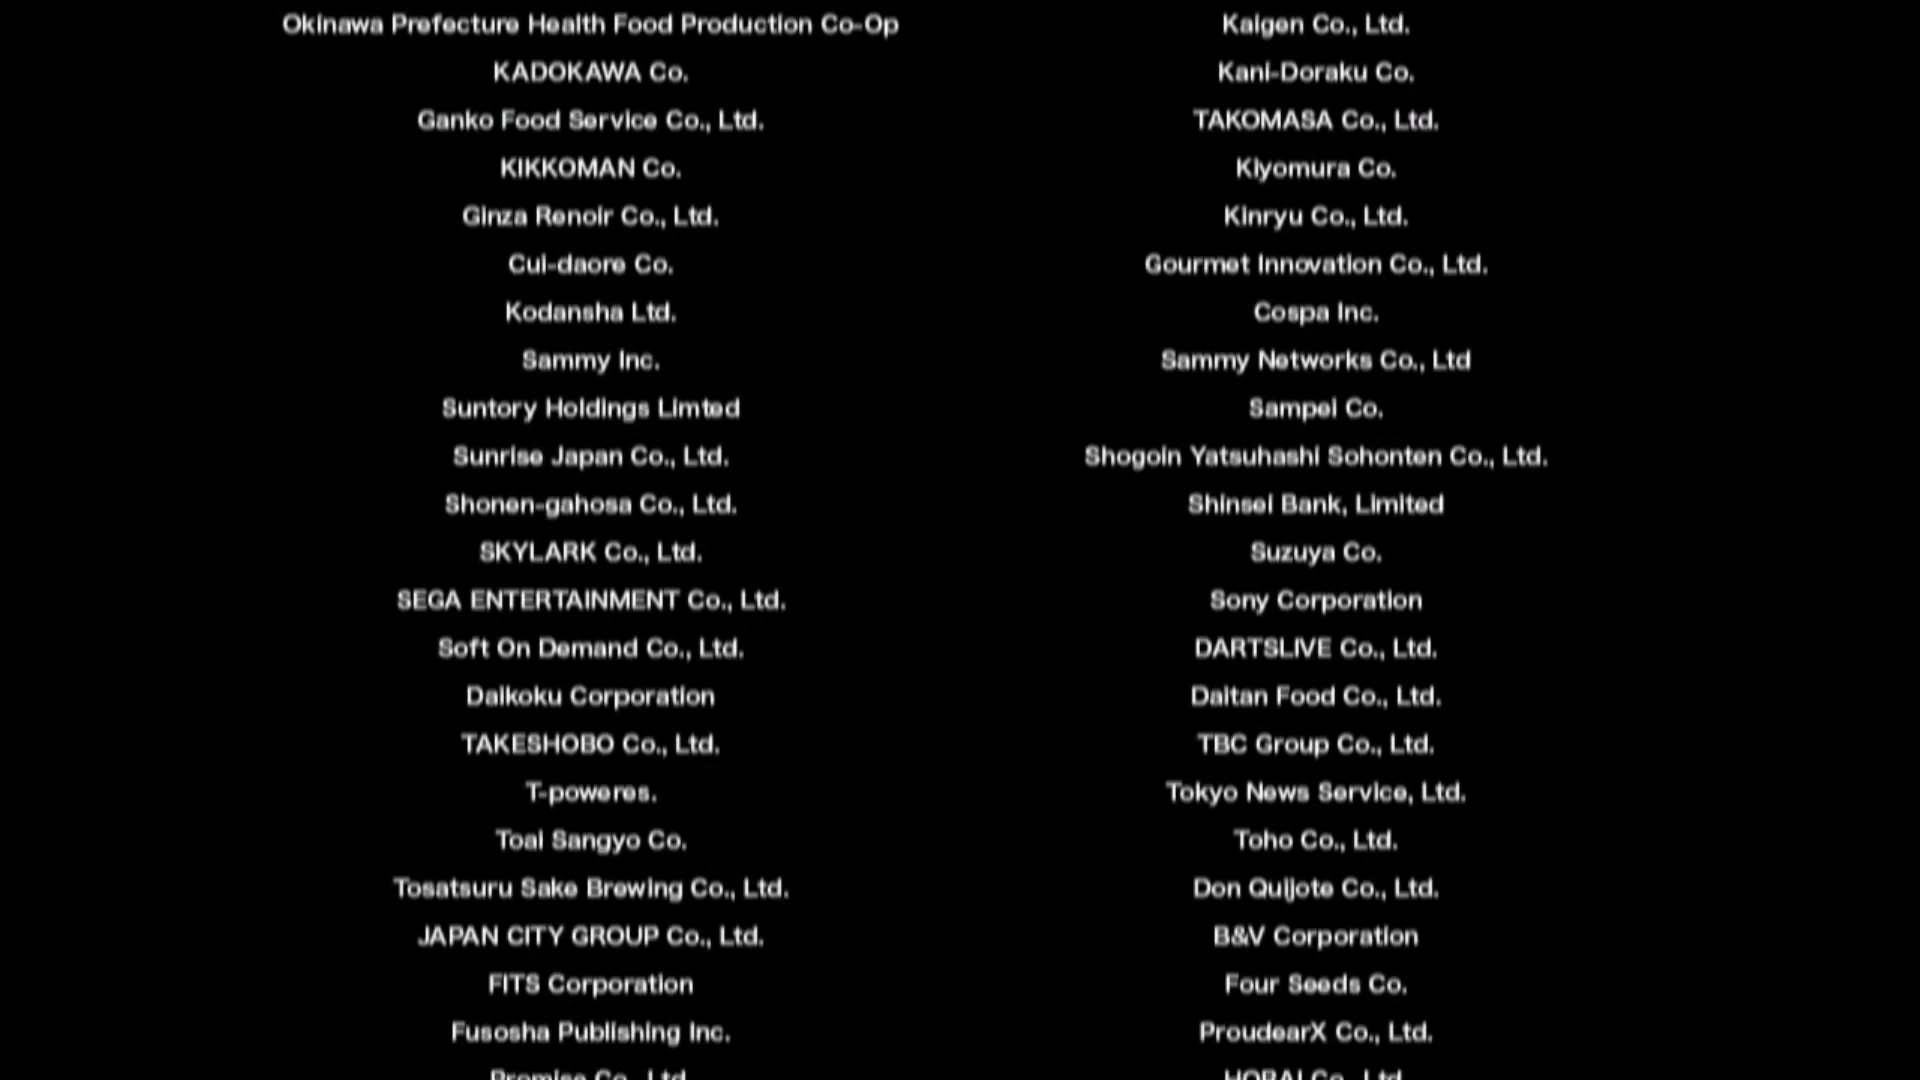 Okinawa Prefecture Health Food Production Co-Op
Kaigen Co., Ltd.
KADOKAWA Co.
Kani-Doraku Co.
Ganko Food Service Co., Ltd.
TAKOMASA Co., Ltd.
KIKKOMAN Co.
Kiyomura Co.
Ginza Renoir Co., Ltd.
Kinryu Co., Ltd.
Cui-daore Co.
Gourmet Innovation Co., Ltd.
Kodansha Ltd.
Cospa Inc.
Sammy Inc.
Sammy Networks Co., Ltd
Suntory Holdings Limted
Sampei Co.
Sunrise Japan Co., Ltd.
Shogoin Yatsuhashi Sohonten Co., Ltd.
Shonen-gahosa Co., Ltd.
Shinsei Bank, Limited
SKYLARK Co., Ltd.
Suzuya Co.
SEGA ENTERTAINMENT Co., Ltd.
Sony Corporation
Soft On Demand Co., Ltd.
DARTSLIVE Co., Ltd.
Daikoku Corporation
Daitan Food Co., Ltd.
TAKESHOBO Co., Ltd.
TBC Group Co., Ltd.
T-poweres.
Tokyo News Service, Ltd.
Toai Sangyo Co.
Toho Co., Ltd.
Tosatsuru Sake Brewing Co., Ltd.
Don Quijote Co., Ltd.
JAPAN CITY GROUP Co., Ltd.
B&V Corporation
FITS Corporation
Four Seeds Co.
Fusosha Publishing Inc.
ProudearX Co., Ltd.
Promise Co., Ltd.
HORAI Co., Ltd.